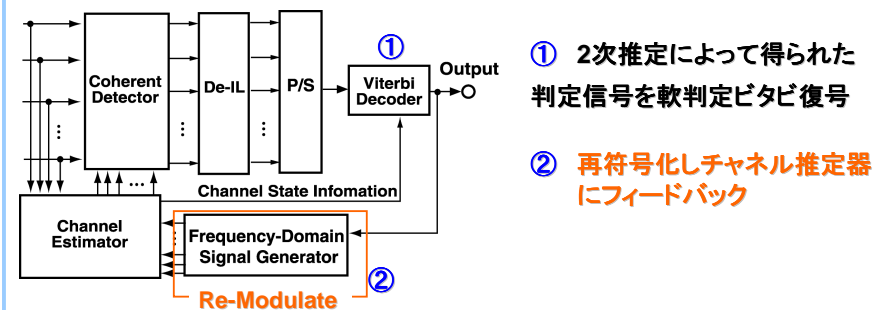 ①
Coherent
Detector
De-IL
P/S
Viterbi
Decoder
Output
Channel State Infomation
Channel
Estimator
Frequency-Domain
Signal Generator
②
Re-Modulate
① 2次推定によって得られた
判定信号を軟判定ビタビ復号
② 再符号化しチャネル推定器
にフィードバック